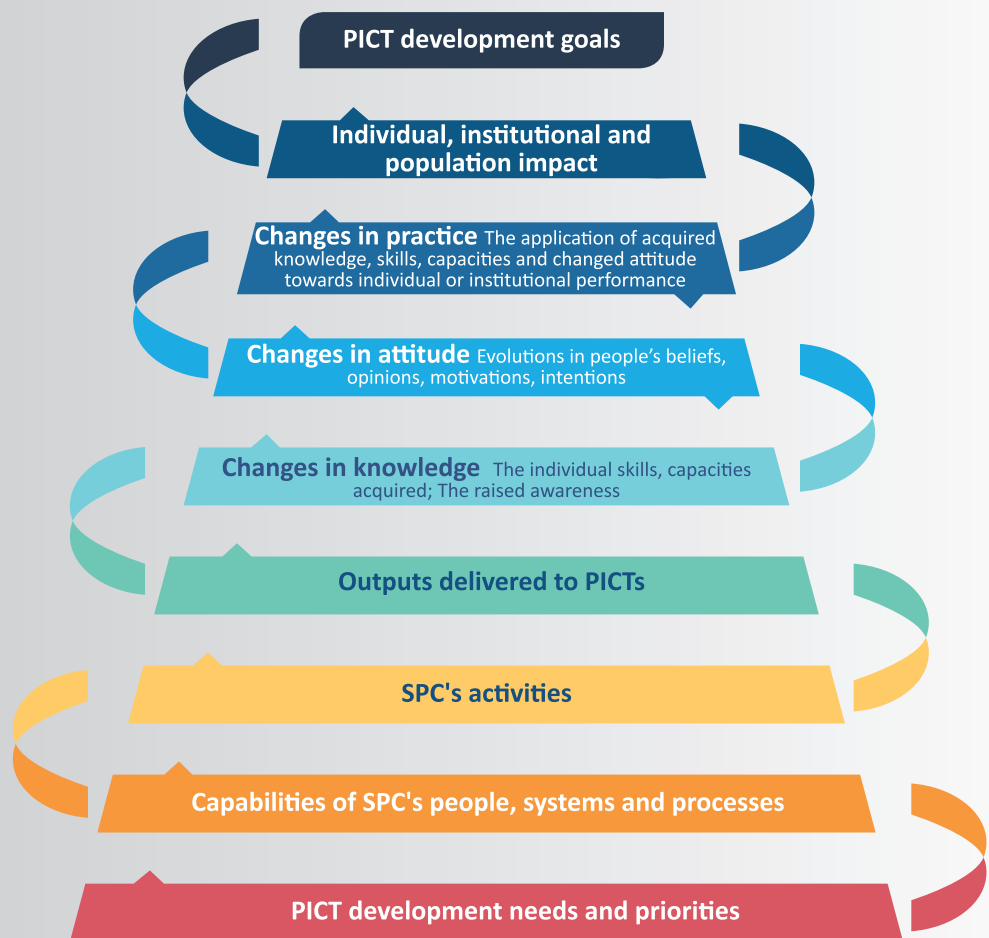 PICT development goals
Individual, institutional and
population impact
Changes in practice The application of acquired
knowledge, skills, capacities and changed attitude
towards individual or institutional performance
Changes in attitude Evolutions in people’s beliefs,
opinions, motivations, intentions
Changes in knowledge The individual skills, capacities
acquired; The raised awareness
Outputs delivered to PICTs
SPC's activities
Capabilities of SPC's people, systems and processes
PICT development needs and priorities